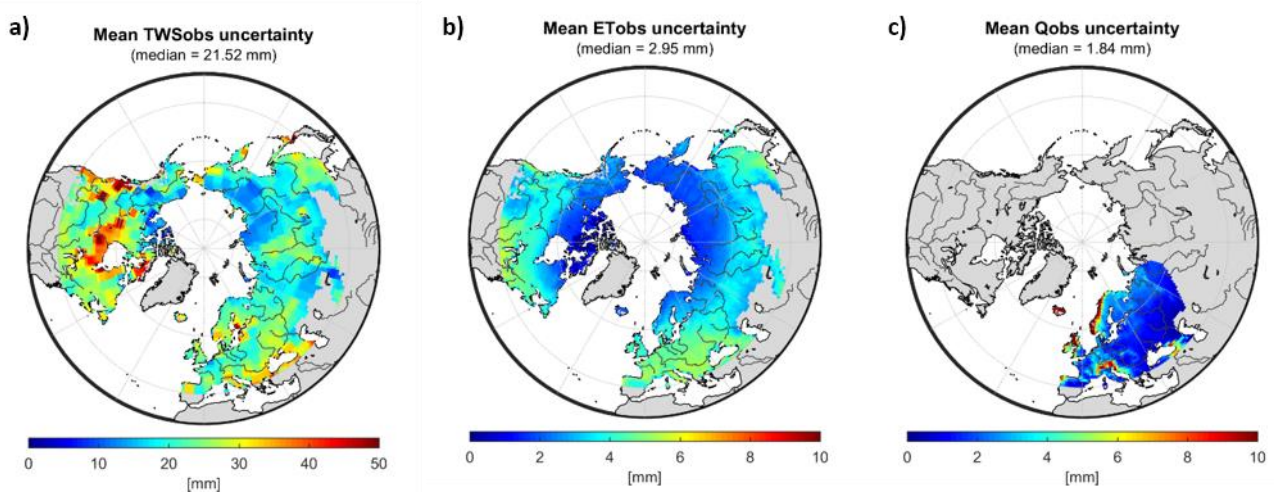 a)
Mean TWSobs uncertainty
(median = 21.52 mm)
0 10 20 30 40 50
[mm]
b)
Mean ETobs uncertainty
(median = 2.95 mm)
0 2 4 6 8 10
[mm]
c)
Mean Qobs uncertainty
(median = 1.84 mm)
0 2 4 6 8 10
[mm]